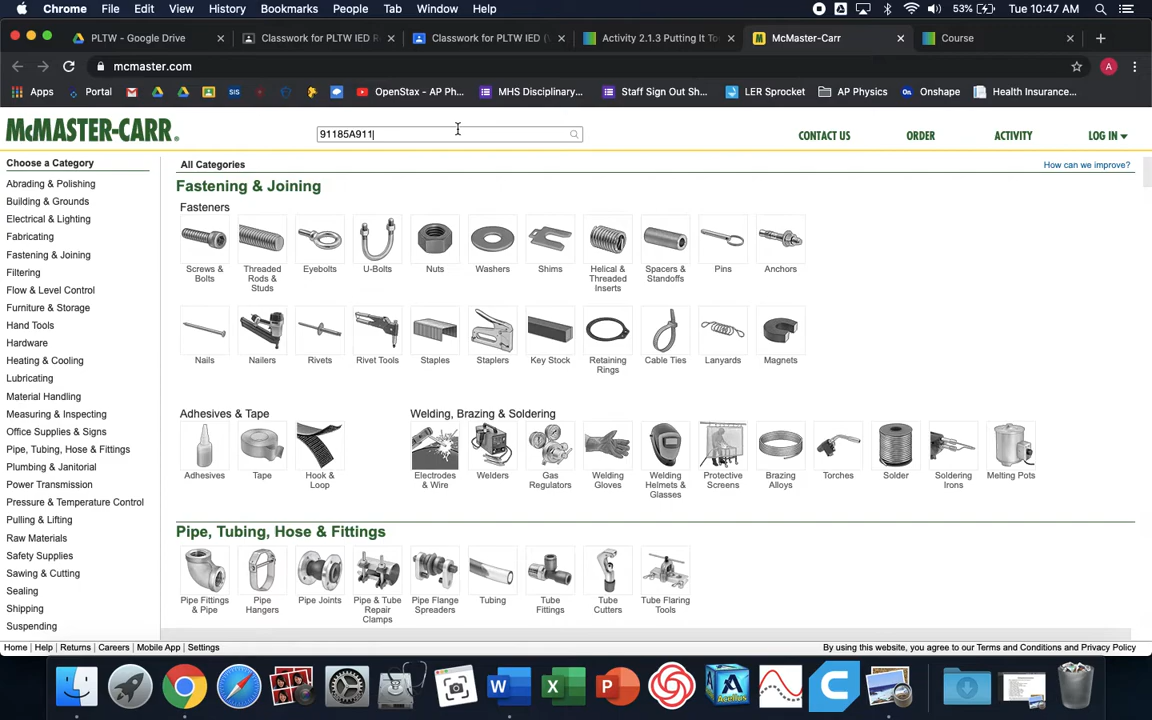 Chrome File Edit View History Bookmarks People Tab Window Help 53% Tue 10:47 AM
PLTW - Google Drive Classwork for PLTW IED R Classwork for PLTW IED ( Activity 2.1.3 Putting It To McMaster-Carr Course
mcmaster.com A
Apps Portal SIS OpenStax - AP Ph... MHS Disciplinary... Staff Sign Out Sh... LER Sprocket AP Physics Onshape Health Insurance...
McMASTER-CARR. 91185A911 CONTACT US ORDER ACTIVITY LOG IN
Choose a Category
Abrading & Polishing
Building & Grounds
Electrical & Lighting
Fabricating
Fastening & Joining
Filtering
Flow & Level Control
Furniture & Storage
Hand Tools
Hardware
Heating & Cooling
Lubricating
Material Handling
Measuring & Inspecting
Office Supplies & Signs
Pipe, Tubing, Hose & Fittings
Plumbing & Janitorial
Power Transmission
Pressure & Temperature Control
Pulling & Lifting
Raw Materials
Safety Supplies
Sawing & Cutting
Sealing
Shipping
Suspending
All Categories How can we improve?
Fastening & Joining
Fasteners
Screws & Bolts Threaded Rods & Studs Eyebolts U-Bolts Nuts Washers Shims Helical & Threaded Inserts Spacers & Standoffs Pins Anchors
Nails Nailers Rivets Rivet Tools Staples Staplers Key Stock Retaining Rings Cable Ties Lanyards Magnets
Adhesives & Tape Welding, Brazing & Soldering
Adhesives Tape Hook & Loop Electrodes & Wire Welders Gas Regulators Welding Gloves Welding Helmets & Glasses Protective Screens Brazing Alloys Torches Solder Soldering Irons Melting Pots
Pipe, Tubing, Hose & Fittings
Pipe Fittings & Pipe Pipe Hangers Pipe Joints Pipe & Tube Repair Clamps Pipe Flange Spreaders Tubing Tube Fittings Tube Cutters Tube Flaring Tools
Home | Help | Returns | Careers | Mobile App | Settings By using this website, you agree to our Terms and Conditions and Privacy Policy
W X P Acellus C